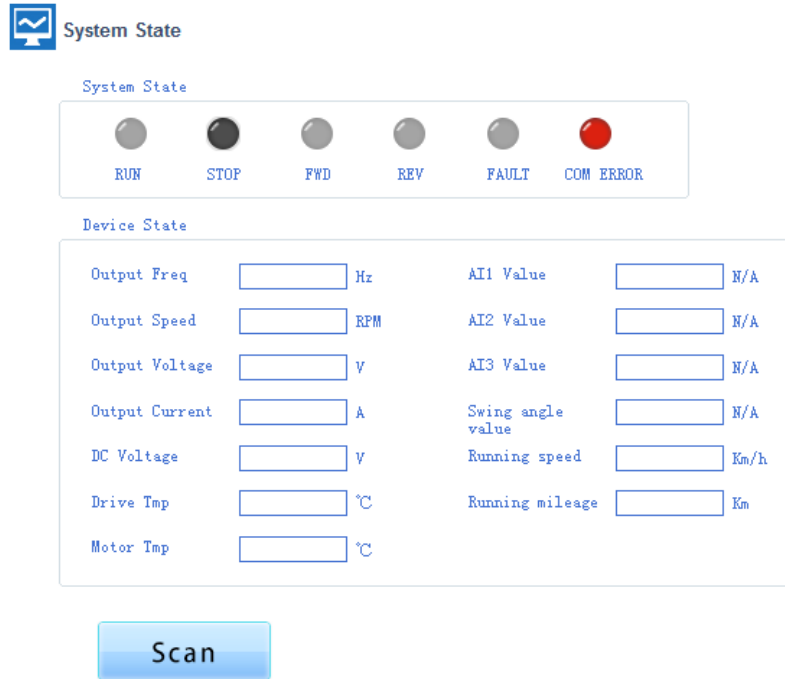 System State
System State
RUN STOP FWD REV FAULT COM ERROR
Device State
Output Freq Hz AI1 Value N/A
Output Speed RPM AI2 Value N/A
Output Voltage V AI3 Value N/A
Output Current A Swing angle value N/A
DC Voltage V Running speed Km/h
Drive Tmp ℃ Running mileage Km
Motor Tmp ℃
Scan